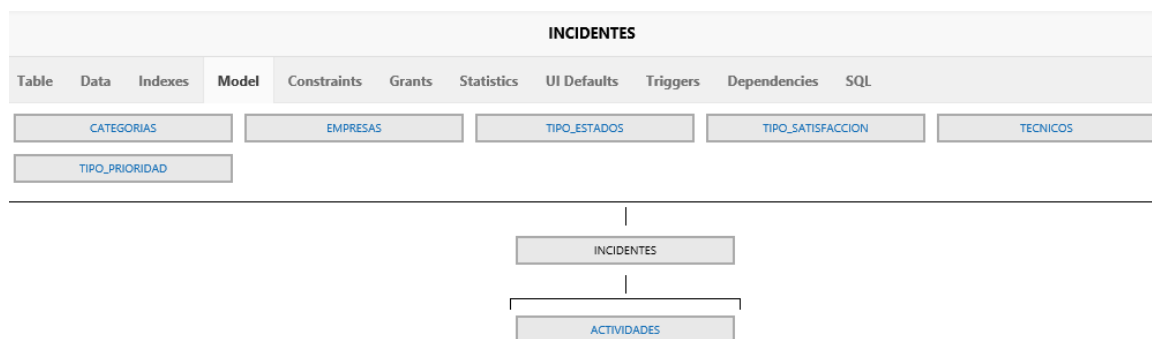 INCIDENTES
Table Data Indexes Model Constraints Grants Statistics UI Defaults Triggers Dependencies SQL
CATEGORIAS EMPRESAS TIPO_ESTADOS TIPO_SATISFACCION TECNICOS
TIPO_PRIORIDAD
INCIDENTES
ACTIVIDADES